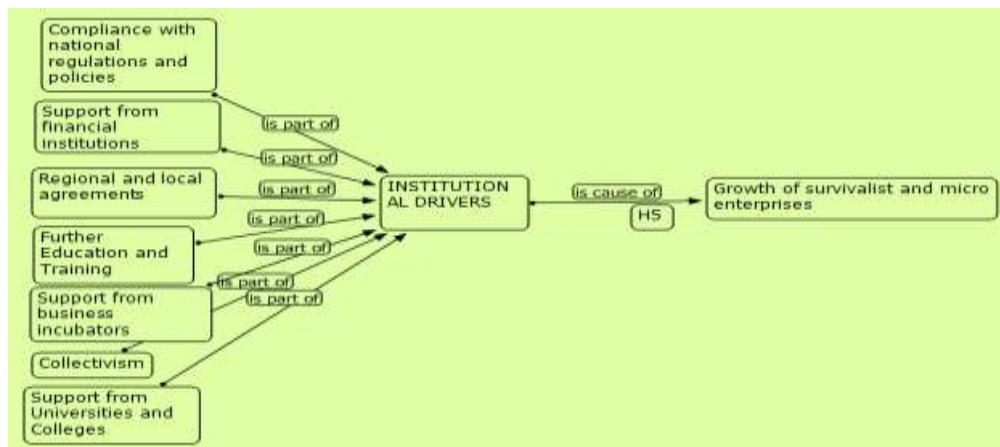 Compliance with
national
regulations and
policies
Support from
financial
institutions
Regional and local
agreements
Further
Education and
Training
Support from
business
incubators
Collectivism
Support from
Universities and
Colleges
is part of
is part of
is part of
is part of
is part of
is part of
is part of
INSTITUTION
AL DRIVERS
is cause of
H5
Growth of survivalist and micro
enterprises